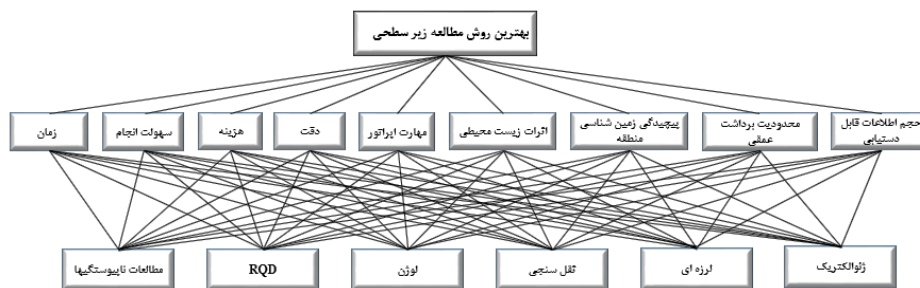 بهترین روش مطالعه زیر سطحی
حجم اطلاعات قابل
دستیابی
محدودیت برداشت
عمقی
پیچیدگی زمین شناسی
منطقه
اثرات زیست محیطی
مهارت اپراتور
دقت
هزینه
سهولت انجام
زمان
ژئوالکتریک
لرزه ای
ثقل سنجی
لوژن
RQD
مطالعات ناپیوستگیها